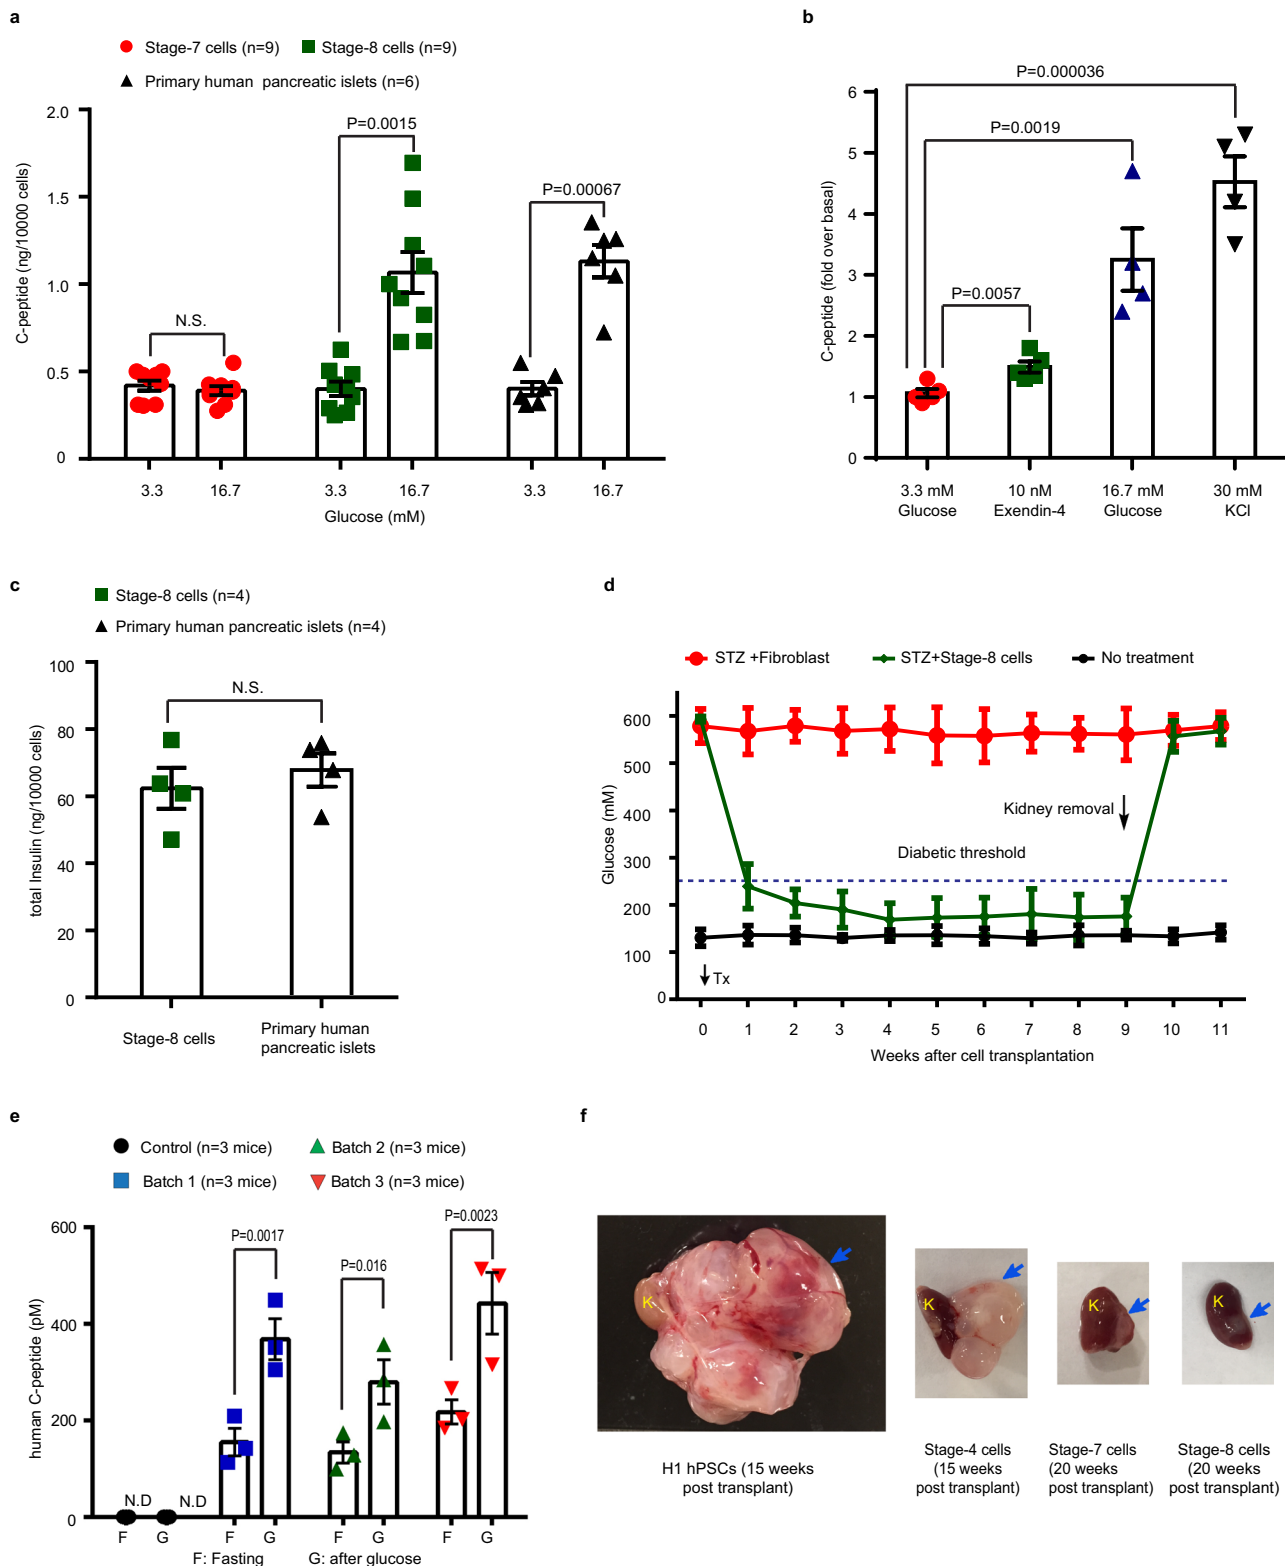 a
Stage-7 cells (n=9)
Stage-8 cells (n=9)
Primary human pancreatic islets (n=6)
C-peptide (ng/10000 cells)
2.0
1.5
1.0
0.5
0
N.S.
P=0.0015
P=0.00067
3.3
16.7
3.3
16.7
3.3
16.7
Glucose (mM)
b
C-peptide (fold over basal)
6
5
4
3
2
1
0
P=0.000036
P=0.0019
P=0.0057
3.3 mM
Glucose
10 nM
Exendin-4
16.7 mM
Glucose
30 mM
KCl
c
Stage-8 cells (n=4)
Primary human pancreatic islets (n=4)
total Insulin (ng/10000 cells)
100
80
60
40
20
0
N.S.
Stage-8 cells
Primary human
pancreatic islets
d
STZ +Fibroblast
STZ+Stage-8 cells
No treatment
Glucose (mM)
600
500
400
300
200
100
0
Kidney removal
Diabetic threshold
Tx
0 1 2 3 4 5 6 7 8 9 10 11
Weeks after cell transplantation
e
Control (n=3 mice)
Batch 2 (n=3 mice)
Batch 1 (n=3 mice)
Batch 3 (n=3 mice)
human C-peptide (pM)
600
400
200
0
N.D
N.D
P=0.0017
P=0.016
P=0.0023
F G F G F G F G
F: Fasting
G: after glucose
f
K
K
K
K
H1 hPSCs (15 weeks
post transplant)
Stage-4 cells
(15 weeks
post transplant)
Stage-7 cells
(20 weeks
post transplant)
Stage-8 cells
(20 weeks
post transplant)